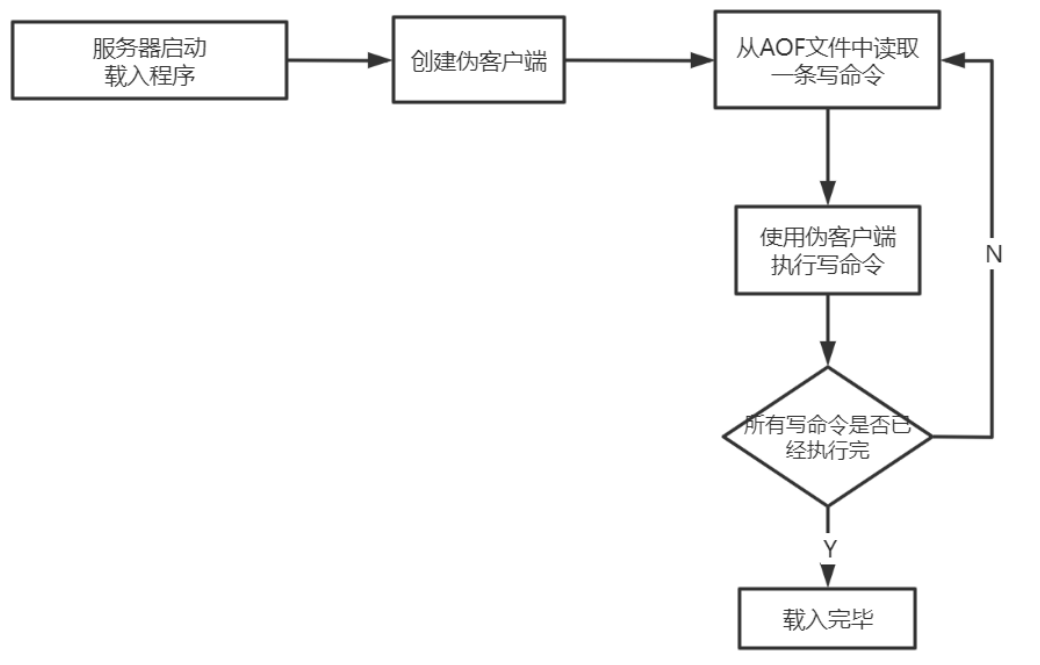 服务器启动
载入程序
创建伪客户端
从AOF文件中读取
一条写命令
使用伪客户端
执行写命令
N
所有写命令是否已
经执行完
Y
载入完毕